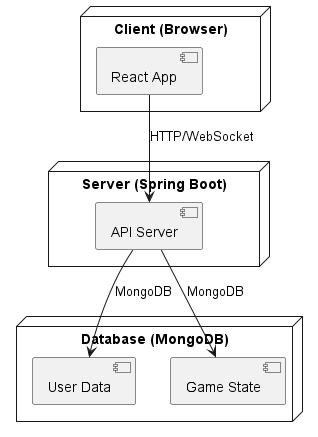 Client (Browser)
React App
HTTP/WebSocket
Server (Spring Boot)
API Server
MongoDB
MongoDB
Database (MongoDB)
User Data
Game State